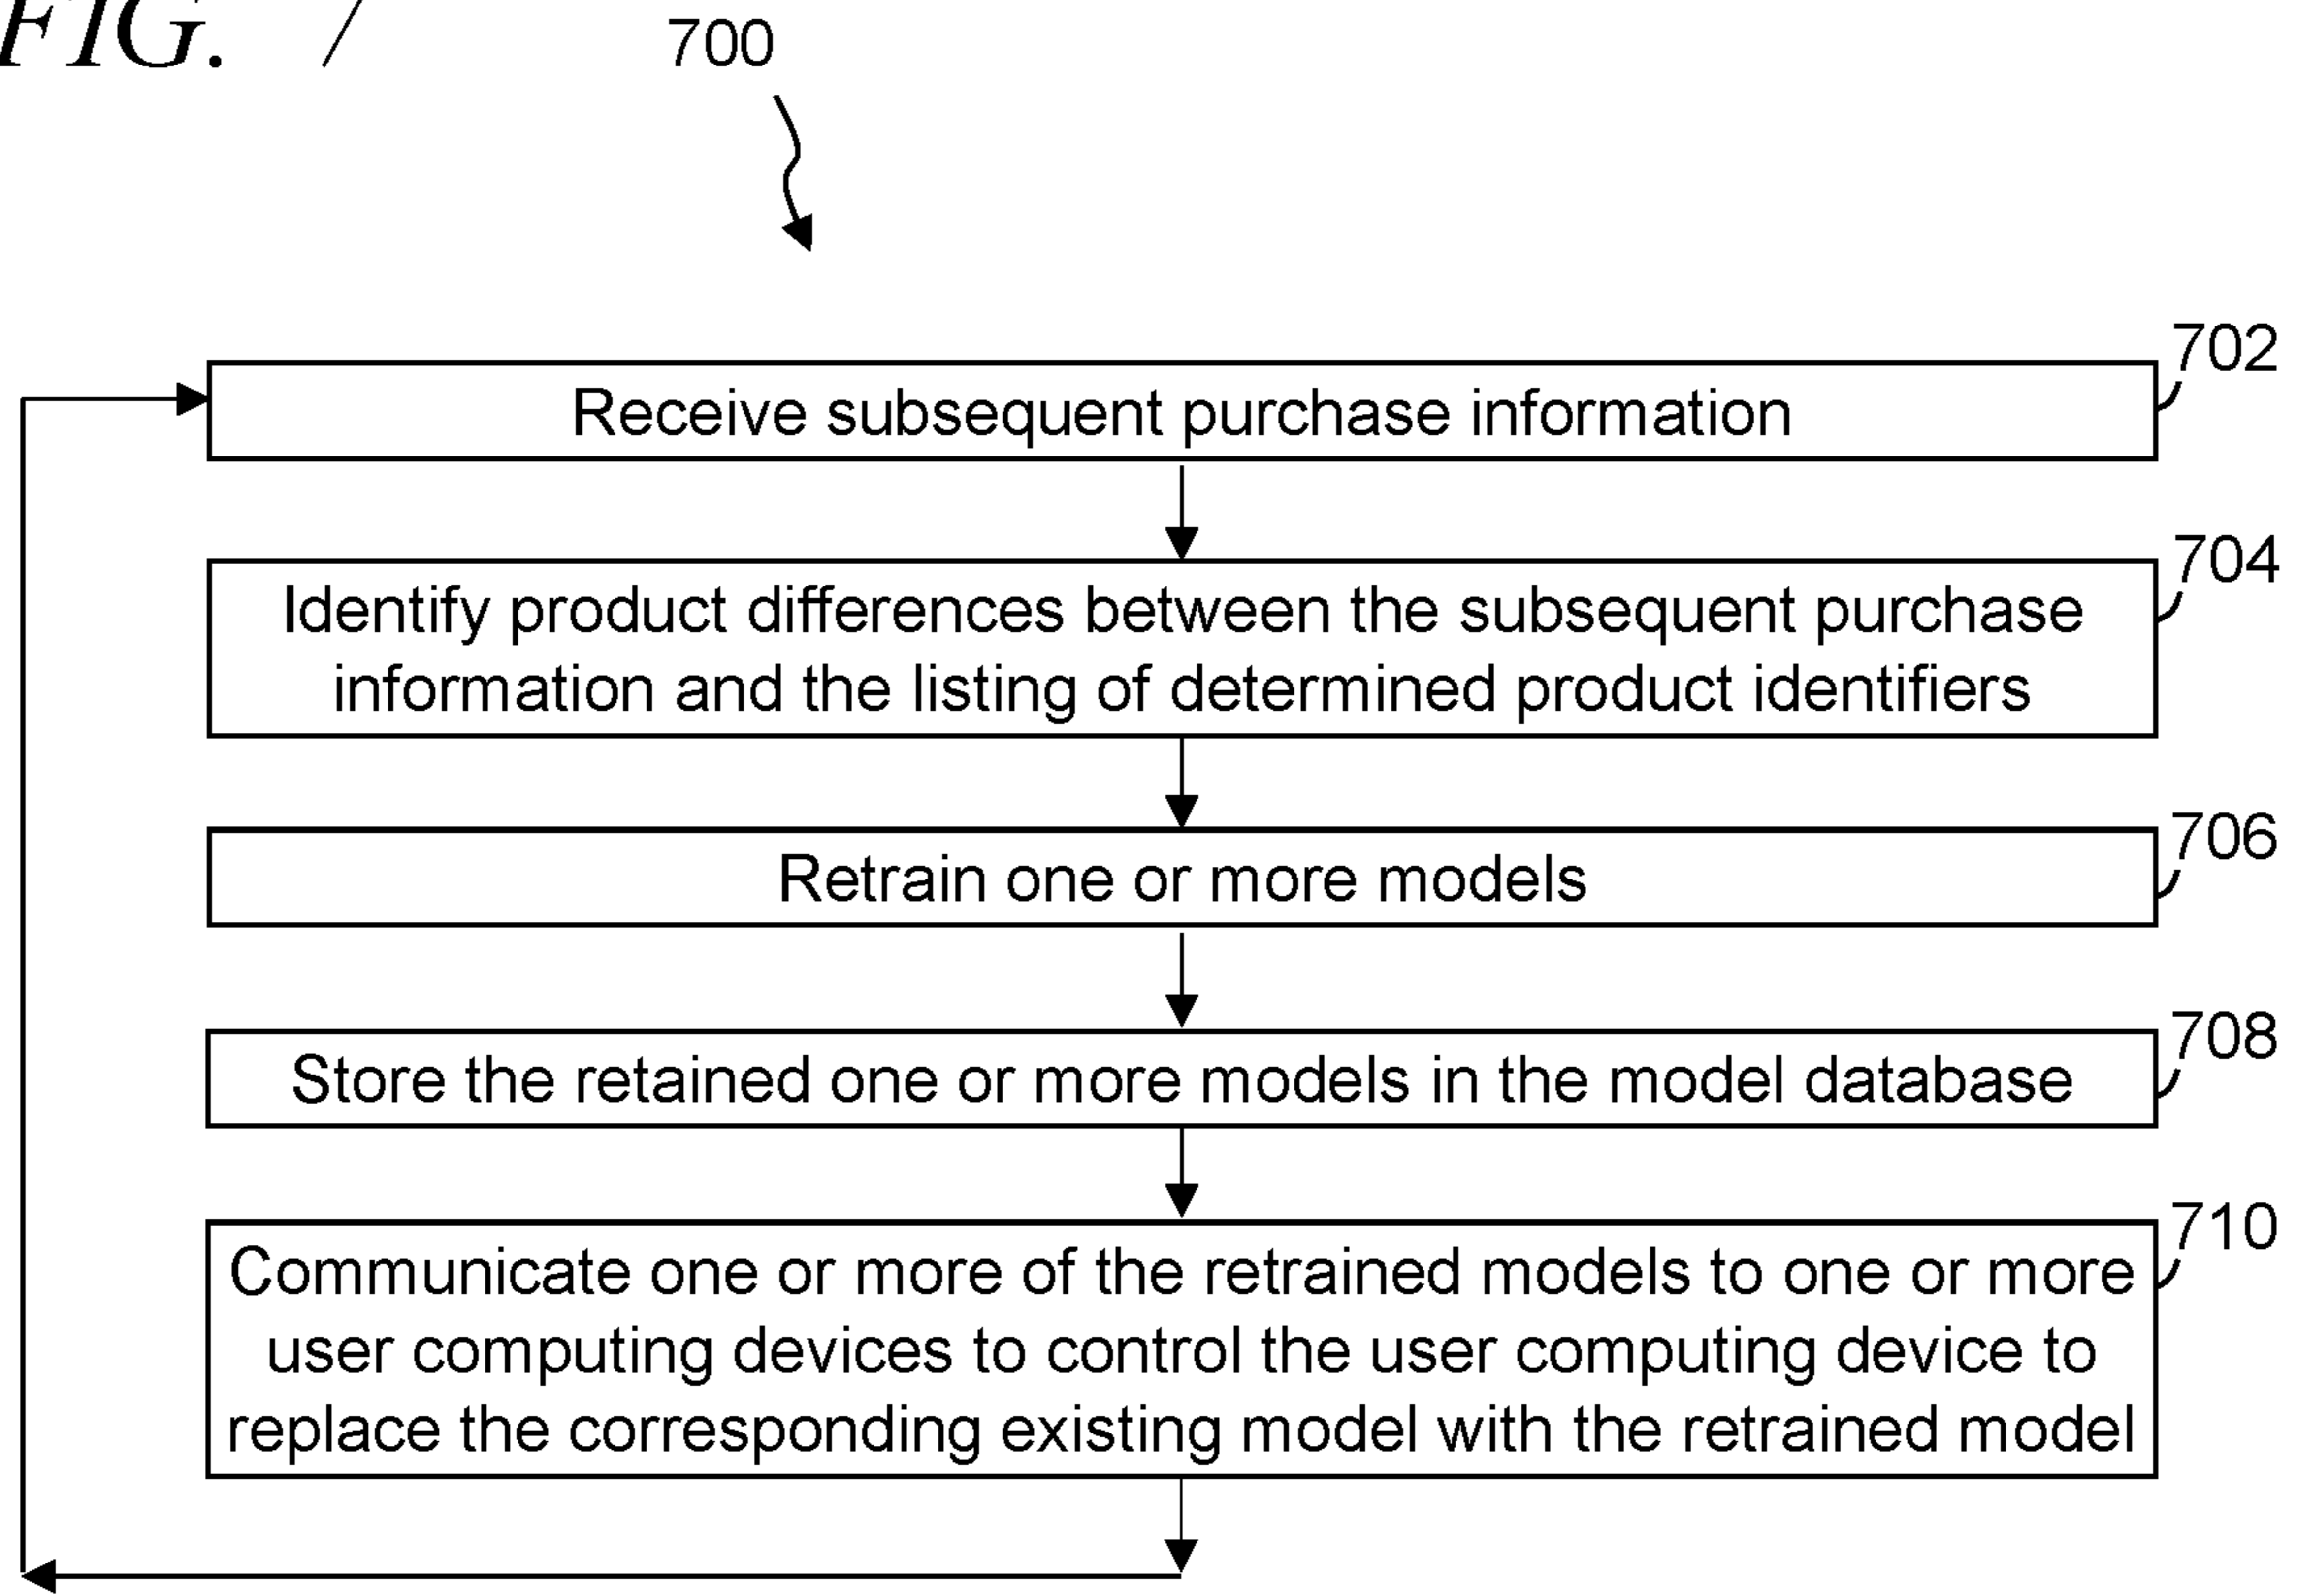 FIG. 7
700
702
Receive subsequent purchase information
704
Identify product differences between the subsequent purchase
information and the listing of determined product identifiers
706
Retrain one or more models
708
Store the retained one or more models in the model database
710
Communicate one or more of the retrained models to one or more
user computing devices to control the user computing device to
replace the corresponding existing model with the retrained model